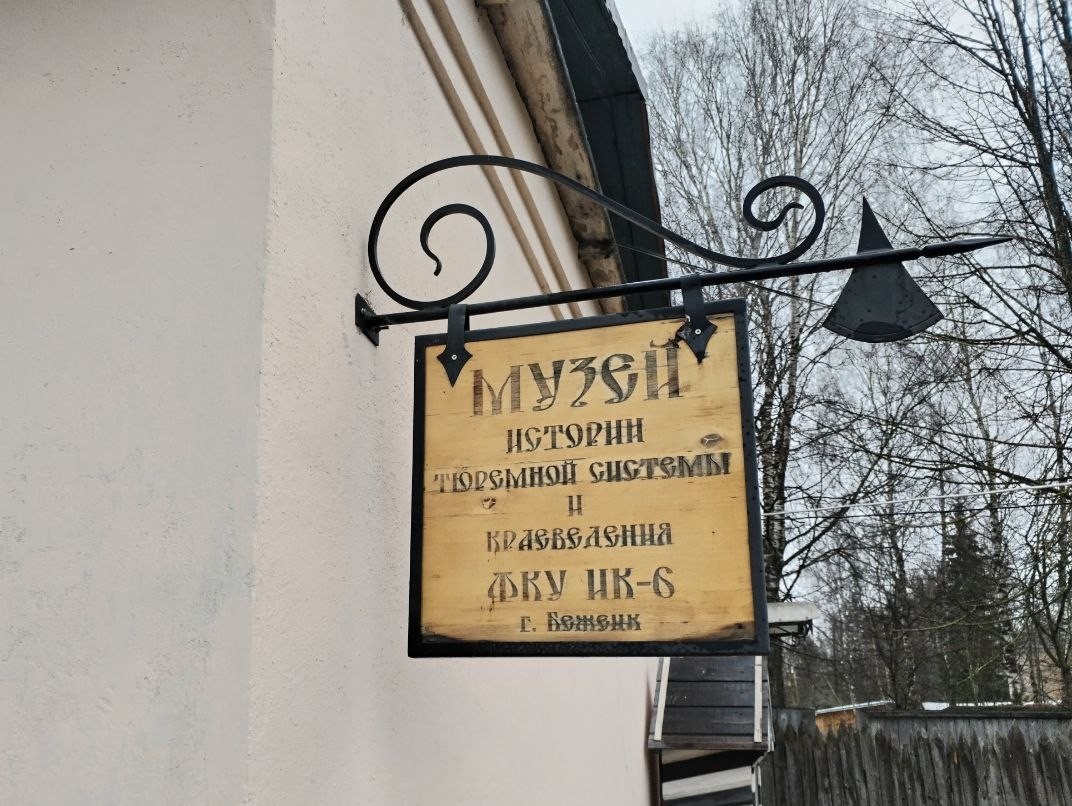 МУЗЕЙ
ИСТОРИИ
ТЮРЕМНОЙ СИСТЕМЫ
И
КРАЕВЕДЕНИЯ
ФКУ ИК-6
г. Бежецк